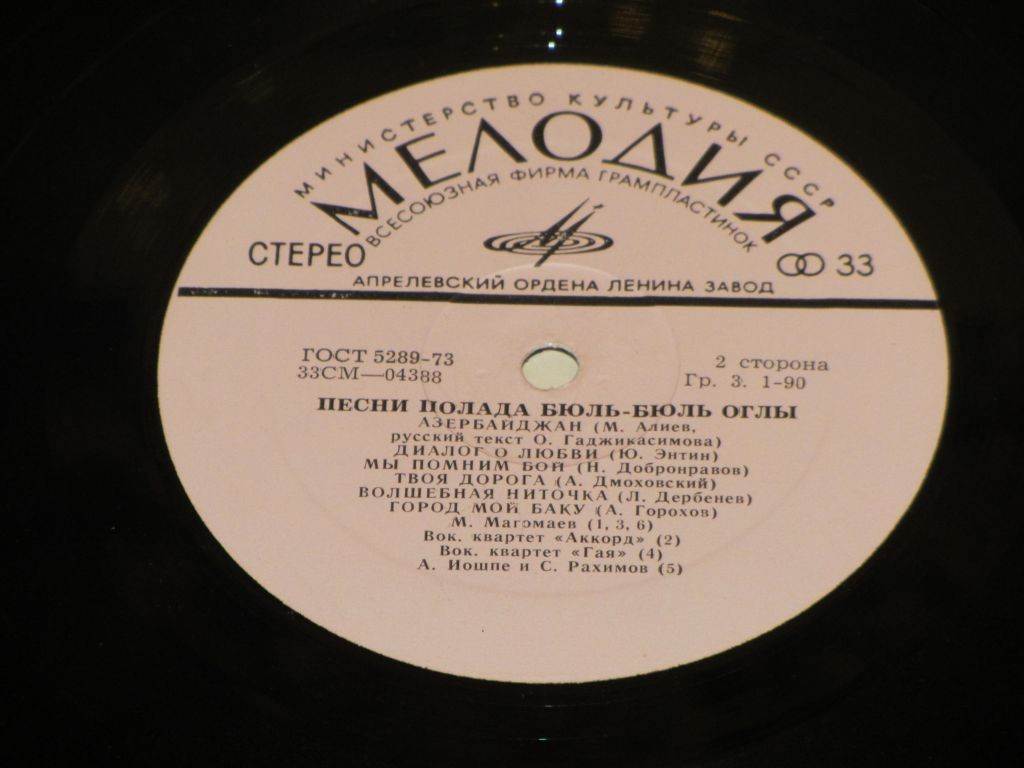 МИНИСТЕРСТВО КУЛЬТУРЫ СССР
МЕЛОДИЯ
ВСЕСОЮЗНАЯ ФИРМА ГРАМПЛАСТИНОК
СТЕРЕО
33
АПРЕЛЕВСКИЙ ОРДЕНА ЛЕНИНА ЗАВОД
ГОСТ 5289-73
2 сторона
33СМ—04388
Гр. 3. 1-90
ПЕСНИ ПОЛАДА БЮЛЬ-БЮЛЬ ОГЛЫ
АЗЕРБАЙДЖАН (М. Алиев,
русский текст О. Гаджикасимова)
ДИАЛОГ О ЛЮБВИ (Ю. Энтин)
МЫ ПОМНИМ БОЙ (Н. Добронравов)
ТВОЯ ДОРОГА (А. Дмоховский)
ВОЛШЕБНАЯ НИТОЧКА (Л. Дербенев)
ГОРОД МОЙ БАКУ (А. Горохов)
М. Магомаев (1, 3, 6)
Вок. квартет «Аккорд» (2)
Вок. квартет «Гая» (4)
А. Иошпе и С. Рахимов (5)